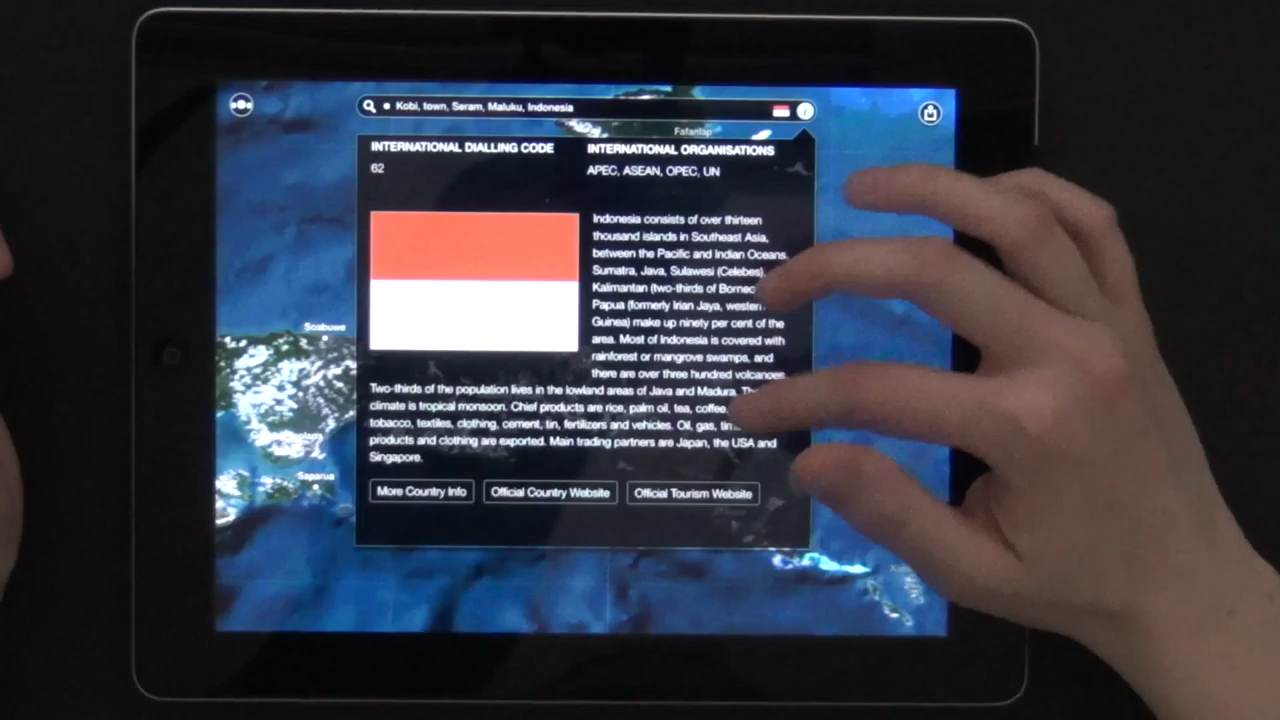 Kobi, town, Seram, Maluku, Indonesia
Fafanlap
INTERNATIONAL DIALLING CODE
INTERNATIONAL ORGANISATIONS
62
APEC, ASEAN, OPEC, UN
Indonesia consists of over thirteen
thousand islands in Southeast Asia,
between the Pacific and Indian Oceans.
Sumatra, Java, Sulawesi (Celebes),
Kalimantan (two-thirds of Borneo
Papua (formerly Irian Jaya, western
Guinea) make up ninety per cent of the
area. Most of Indonesia is covered with
rainforest or mangrove swamps, and
there are over three hundred volcanoes.
Two-thirds of the population lives in the lowland areas of Java and Madura.
climate is tropical monsoon. Chief products are rice, palm oil, tea, coffee,
tobacco, textiles, clothing, cement, tin, fertilizers and vehicles. Oil, gas,
products and clothing are exported. Main trading partners are Japan, the USA and
Singapore.
More Country Info
Official Country Website
Official Tourism Website
Soabuwe
Saparua